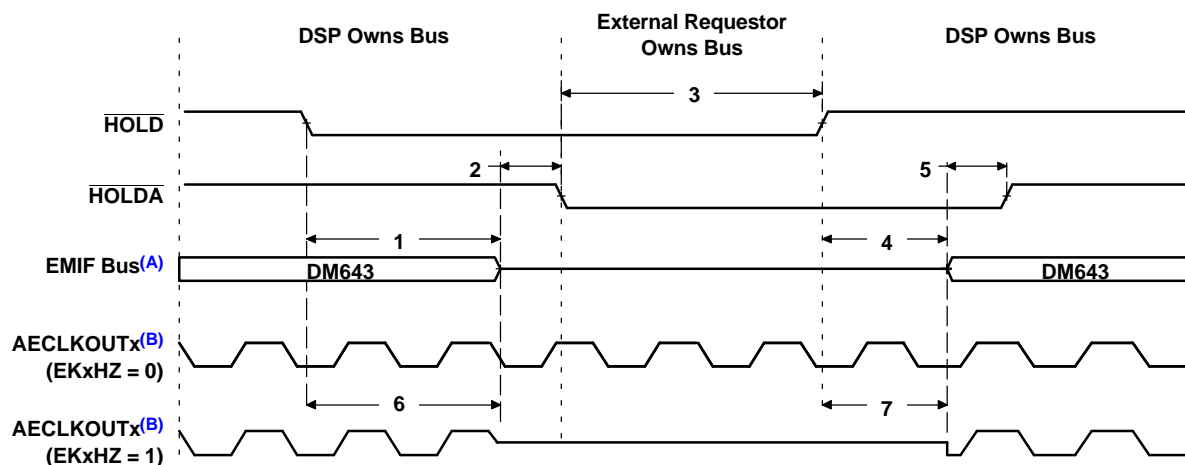 DSP Owns Bus
External Requestor
Owns Bus
DSP Owns Bus
3
HOLD
2
5
HOLDA
1
4
EMIF Bus(A)
DM643
DM643
AECLKOUTx(B)
(EKxHZ = 0)
6
7
AECLKOUTx(B)
(EKxHZ = 1)